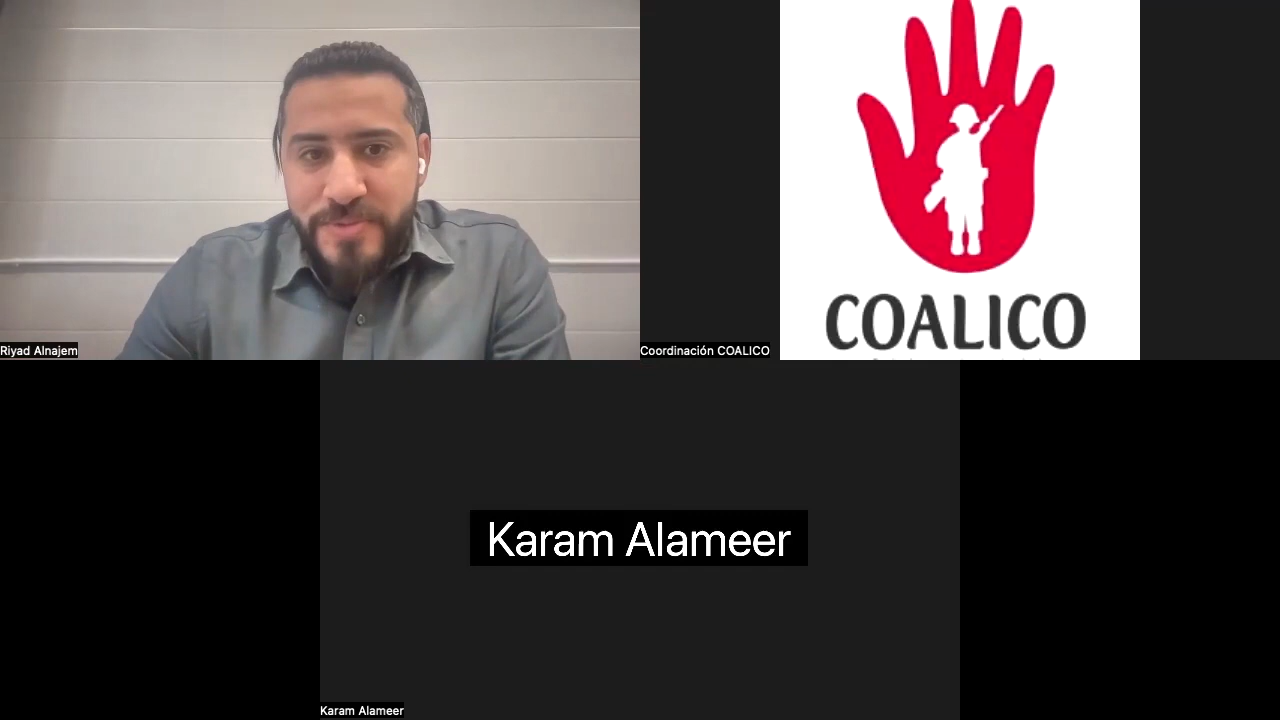 COALICO
Riyad Alnajem
Coordinación COALICO
Karam Alameer
Karam Alameer